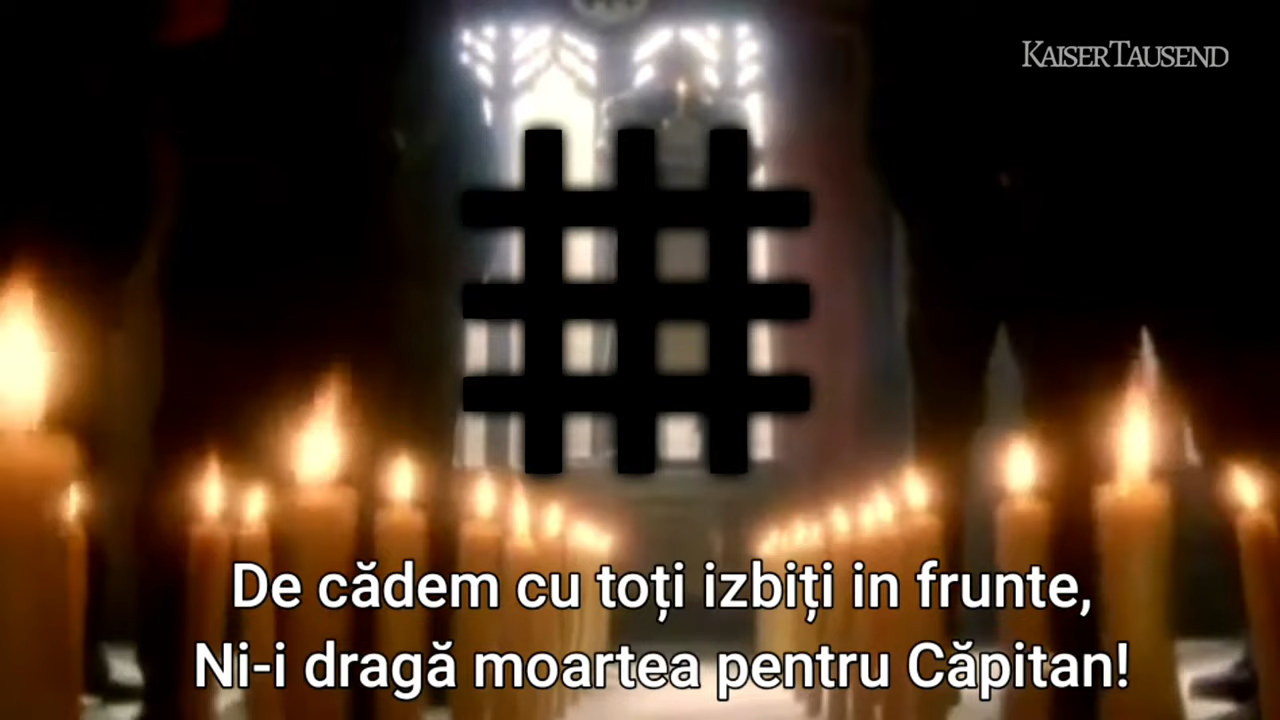 KAISERTAUSEND
De cădem cu toți izbiți in frunte,
Ni-i dragă moartea pentru Căpitan!